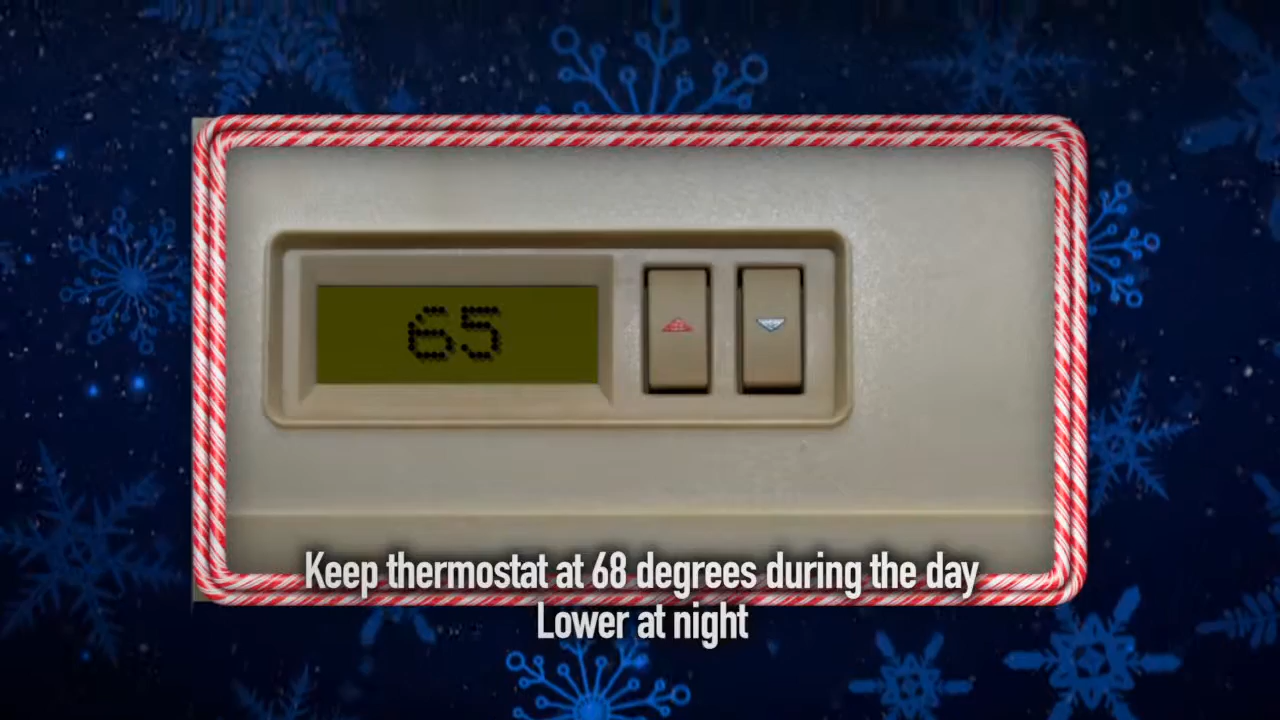 65
Keep thermostat at 68 degrees during the day
Lower at night